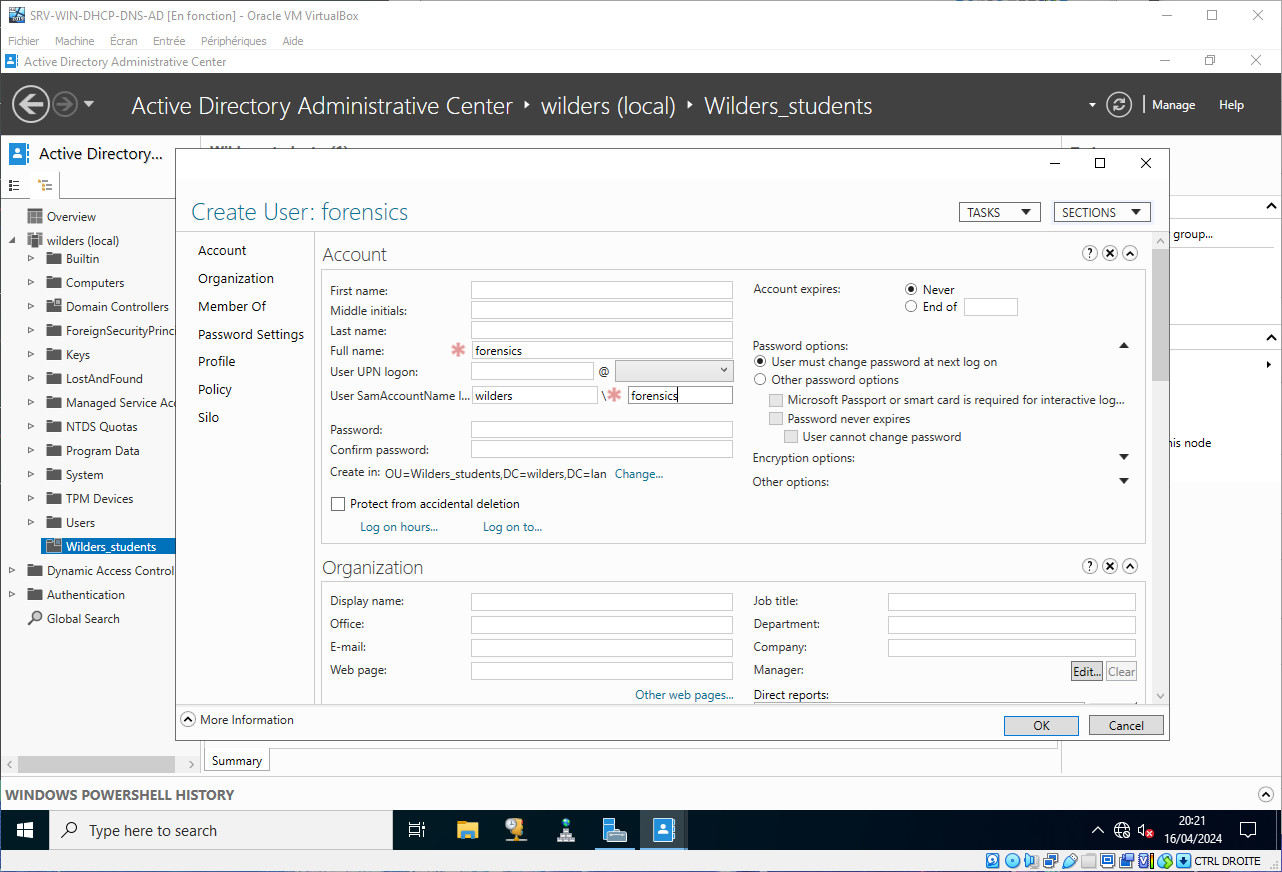 SRV-WIN-DHCP-DNS-AD [En fonction] - Oracle VM VirtualBox
Fichier Machine Écran Entrée Périphériques Aide
Active Directory Administrative Center
Active Directory Administrative Center wilders (local) Wilders_students
Manage Help
Active Directory...
Overview
wilders (local)
Builtin
Computers
Domain Controllers
ForeignSecurityPrinc
Keys
LostAndFound
Managed Service Acc
NTDS Quotas
Program Data
System
TPM Devices
Users
Wilders_students
Dynamic Access Control
Authentication
Global Search
Create User: forensics
TASKS SECTIONS
Account
Organization
Member Of
Password Settings
Profile
Policy
Silo
Account
?
First name:
Middle initials:
Last name:
Full name: * forensics
User UPN logon: @
User SamAccountName l... wilders \* forensics
Password:
Confirm password:
Create in: OU=Wilders_students,DC=wilders,DC=lan Change...
Protect from accidental deletion
Log on hours... Log on to...
Account expires: Never
End of
Password options:
User must change password at next log on
Other password options
Microsoft Passport or smart card is required for interactive log...
Password never expires
User cannot change password
Encryption options:
Other options:
Organization
?
Display name:
Office:
E-mail:
Web page:
Other web pages...
Job title:
Department:
Company:
Manager: Edit... Clear
Direct reports:
More Information
OK Cancel
group...
his node
Summary
WINDOWS POWERSHELL HISTORY
Type here to search
20:21
16/04/2024
CTRL DROITE